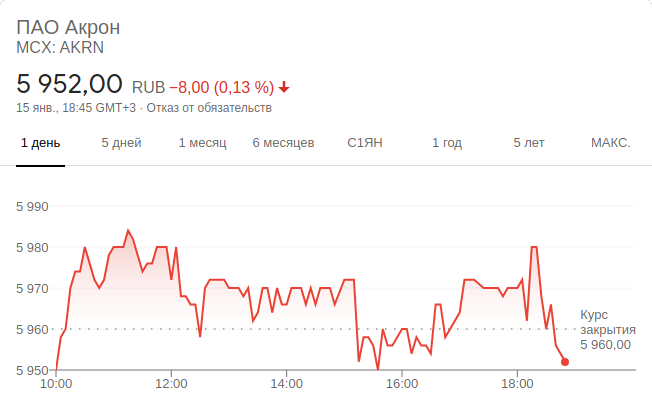 ПАО Акрон
MCX: AKRN
5 952,00 RUB −8,00 (0,13 %)
15 янв., 18:45 GMT+3 · Отказ от обязательств
1 день 5 дней 1 месяц 6 месяцев С1ЯН 1 год 5 лет МАКС.
5 990
5 980
5 970
5 960
5 950
Курс
закрытия
5 960,00
10:00 12:00 14:00 16:00 18:00